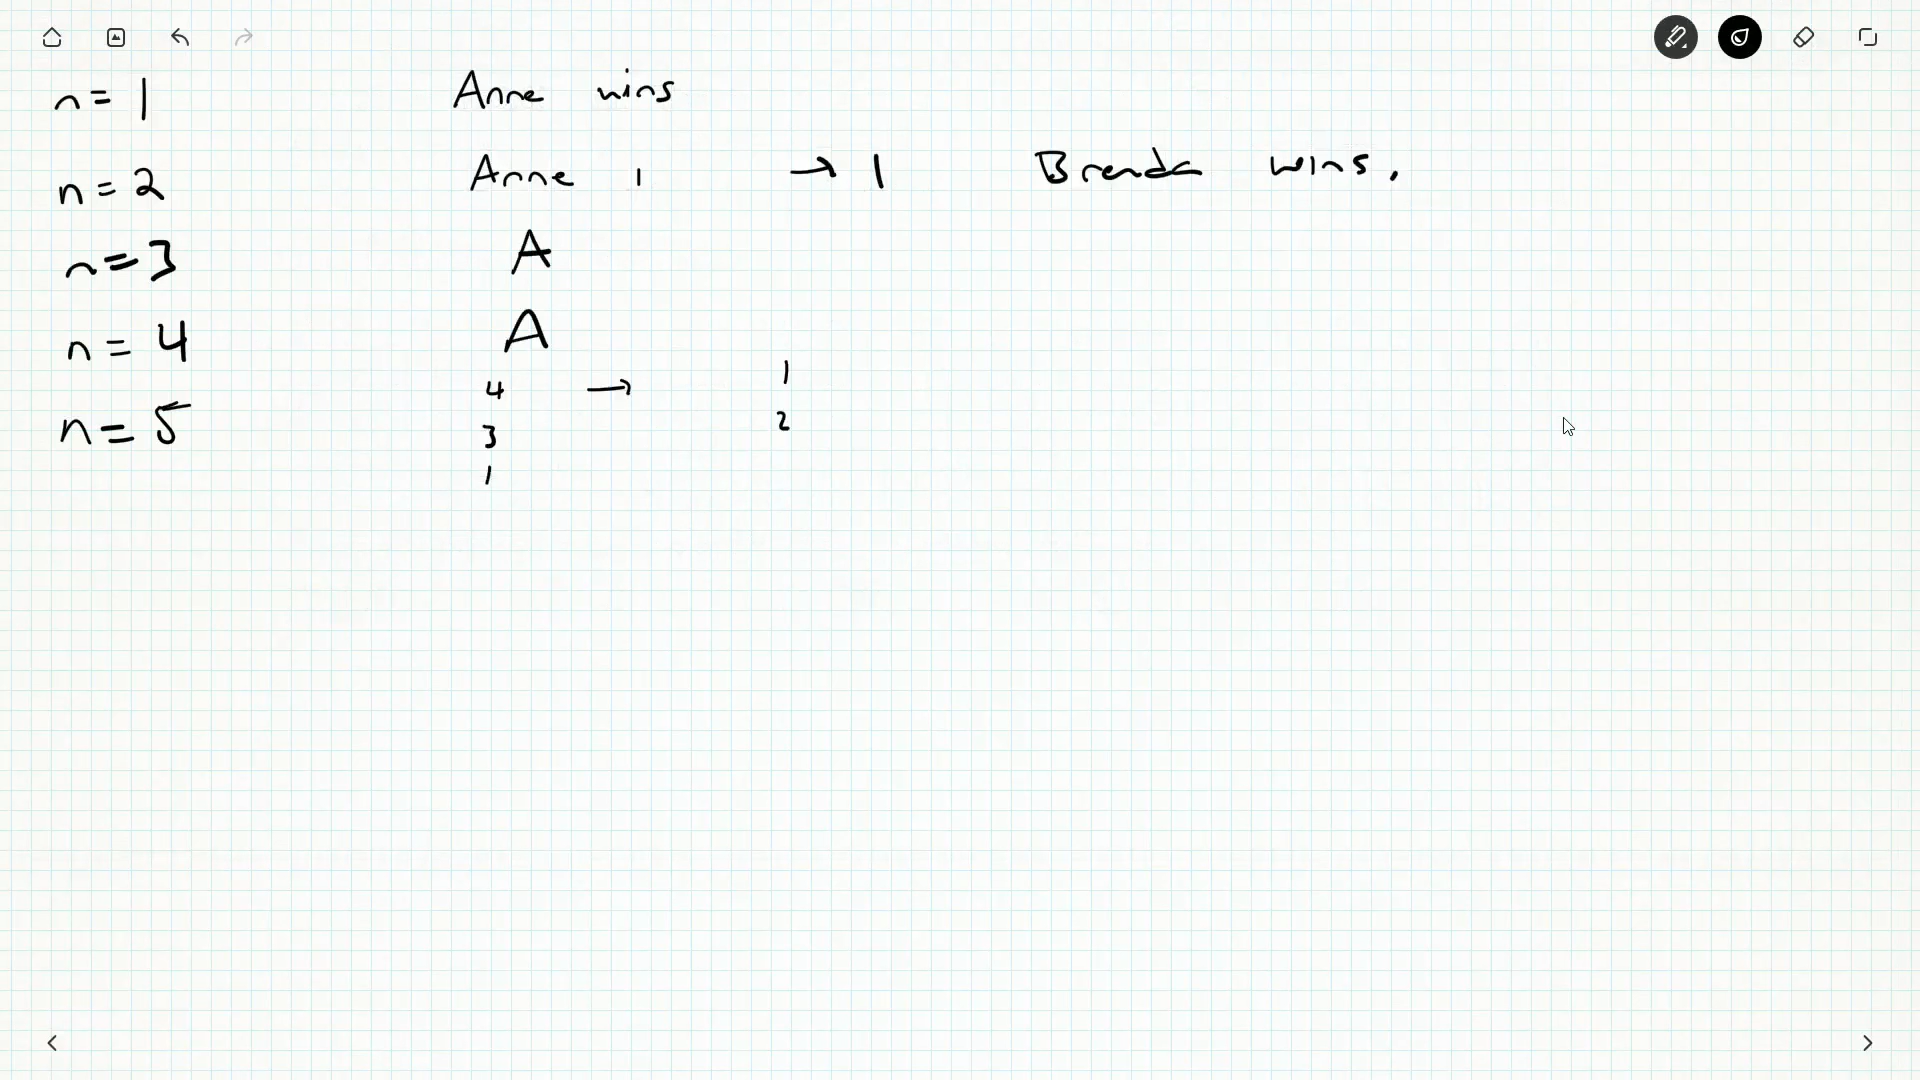 n = 1 Anne wins
n = 2 Anne 1 → 1 Brenda wins.
n = 3 A
n = 4 A
4 → 1
n = 5 3 2
1